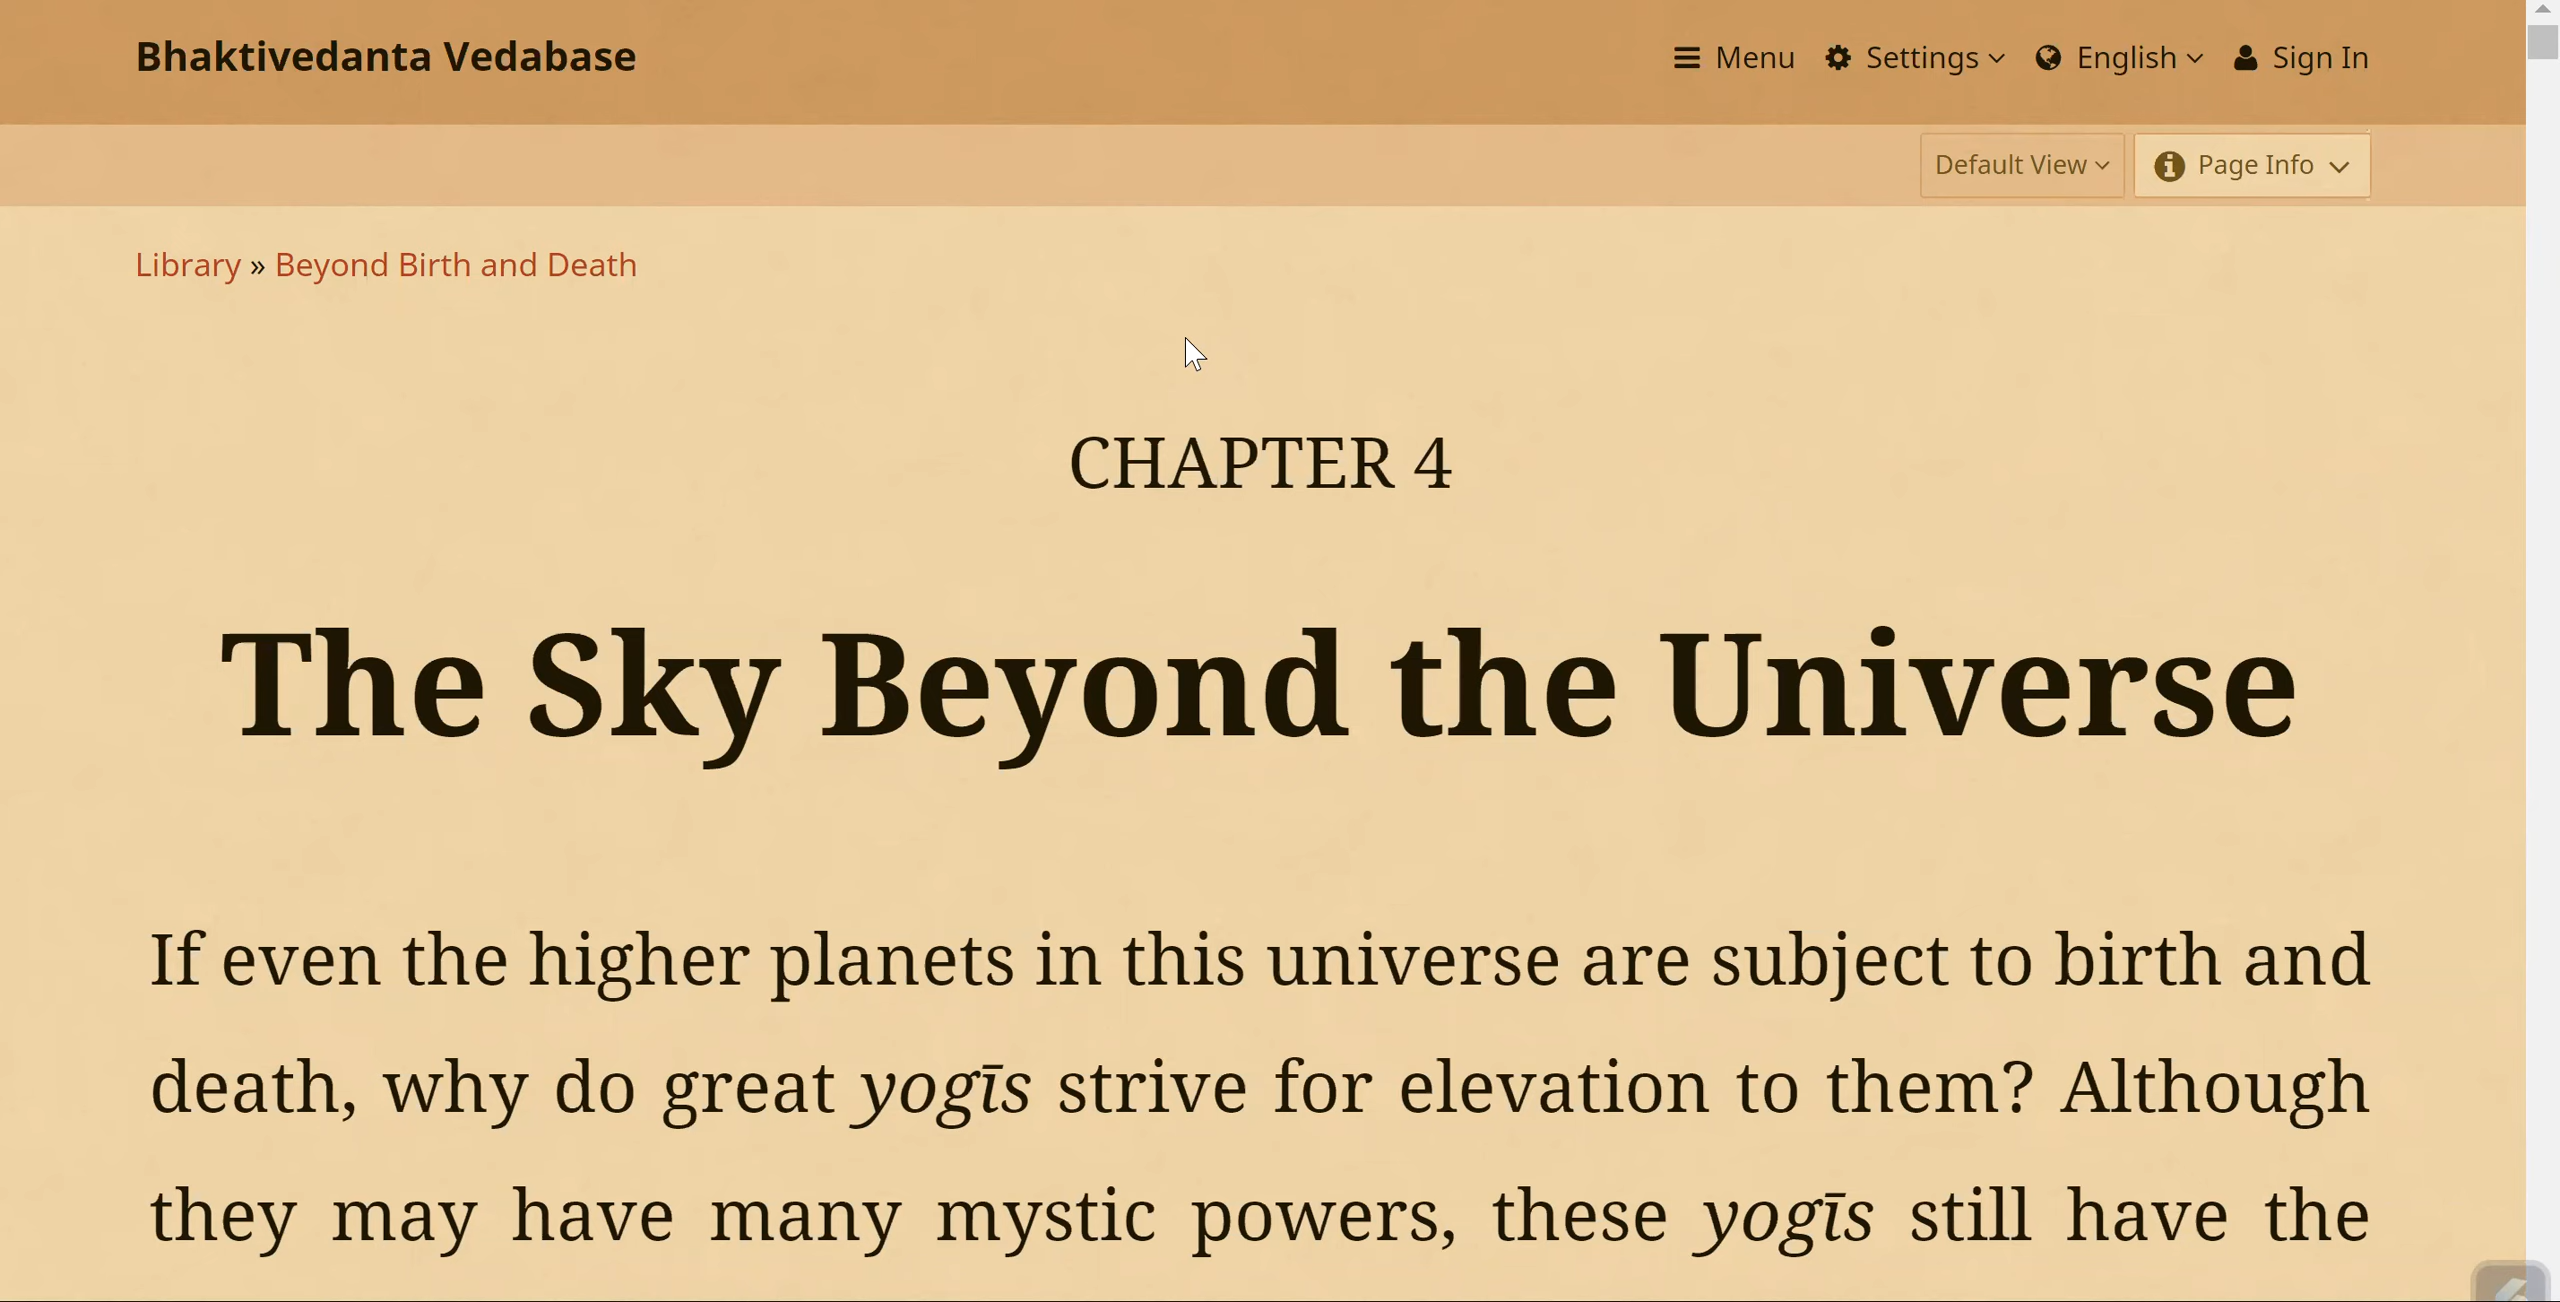 Bhaktivedanta Vedabase
Menu Settings English Sign In
Default View Page Info
Library » Beyond Birth and Death
CHAPTER 4
The Sky Beyond the Universe
If even the higher planets in this universe are subject to birth and
death, why do great yogīs strive for elevation to them? Although
they may have many mystic powers, these yogīs still have the